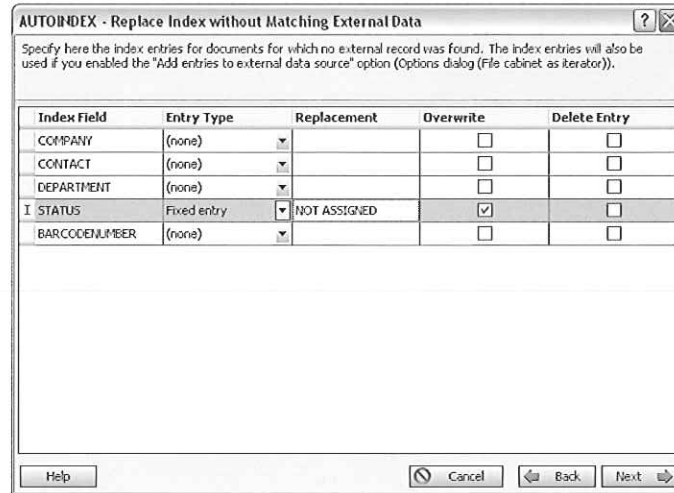 AUTOINDEX - Replace Index without Matching External Data
Specify here the index entries for documents for which no external record was found. The index entries will also be
used if you enabled the "Add entries to external data source" option (Options dialog (File cabinet as iterator)).
Index Field Entry Type Replacement Overwrite Delete Entry
COMPANY (none)
CONTACT (none)
DEPARTMENT (none)
STATUS Fixed entry NOT ASSIGNED
BARCODENUMBER (none)
Help Cancel Back Next